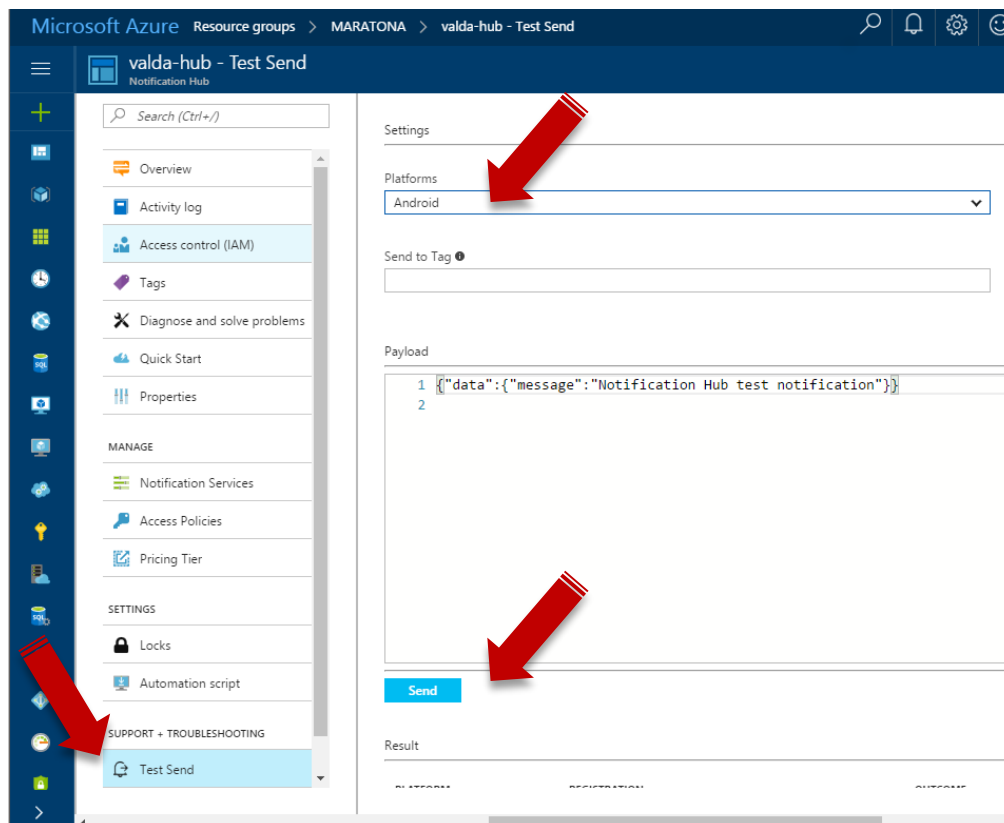 Microsoft Azure Resource groups > MARATONA > valda-hub - Test Send
valda-hub - Test Send
Notification Hub
Search (Ctrl+/)
Overview
Activity log
Access control (IAM)
Tags
Diagnose and solve problems
Quick Start
Properties
MANAGE
Notification Services
Access Policies
Pricing Tier
SETTINGS
Locks
Automation script
SUPPORT + TROUBLESHOOTING
Test Send
Settings
Platforms
Android
Send to Tag
Payload
1 {"data":{"message":"Notification Hub test notification"}}
2
Send
Result
PLATFORM REGISTRATION OUTCOME